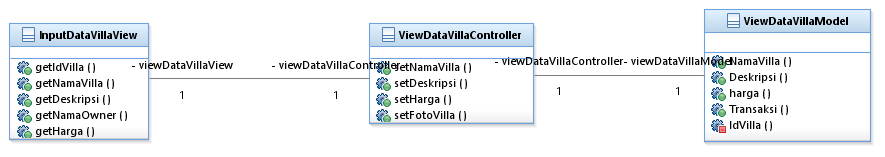 InputDataVillaView
getIdVilla ( )
getNamaVilla ( )
getDeskripsi ( )
getNamaOwner ( )
getHarga ( )
- viewDataVillaView
1
- viewDataVillaController
1
ViewDataVillaController
setNamaVilla ( )
setDeskripsi ( )
setHarga ( )
setFotoVilla ( )
- viewDataVillaController
1
- viewDataVillaModel
1
ViewDataVillaModel
NamaVilla ( )
Deskripsi ( )
harga ( )
Transaksi ( )
IdVilla ( )